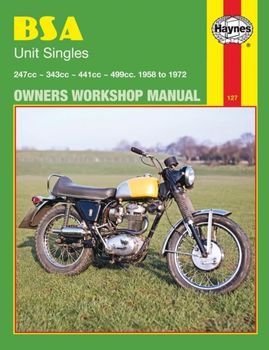 BSA
Unit Singles
Haynes
247cc ~ 343cc ~ 441cc ~ 499cc. 1958 to 1972
OWNERS WORKSHOP MANUAL
127